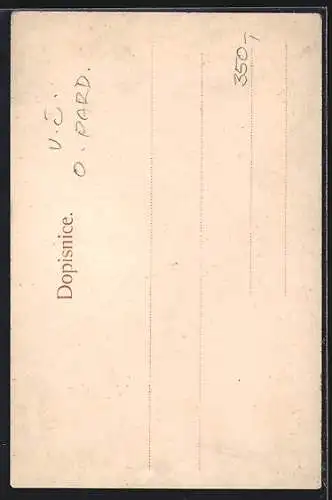 V.Č.
O. PARD.
350,-
Dopisnice.